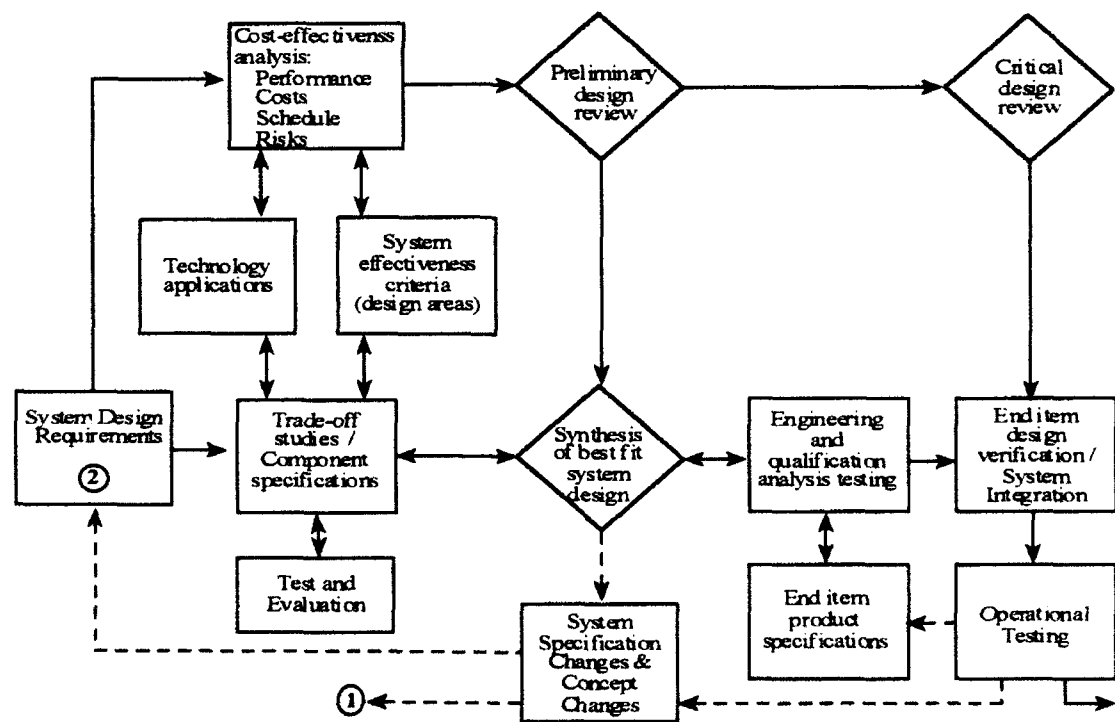 Cost-effectivenss
analysis:
Performance
Costs
Schedule
Risks
Preliminary
design
review
Critical
design
review
Technology
applications
System
effectiveness
criteria
(design areas)
System Design
Requirements
2
Trade-off
studies /
Component
specifications
Synthesis
of best fit
system
design
Engineering
and
qualification
analysis testing
End item
design
verification /
System
Integration
Test and
Evaluation
System
Specification
Changes &
Concept
Changes
End item
product
specifications
Operational
Testing
1